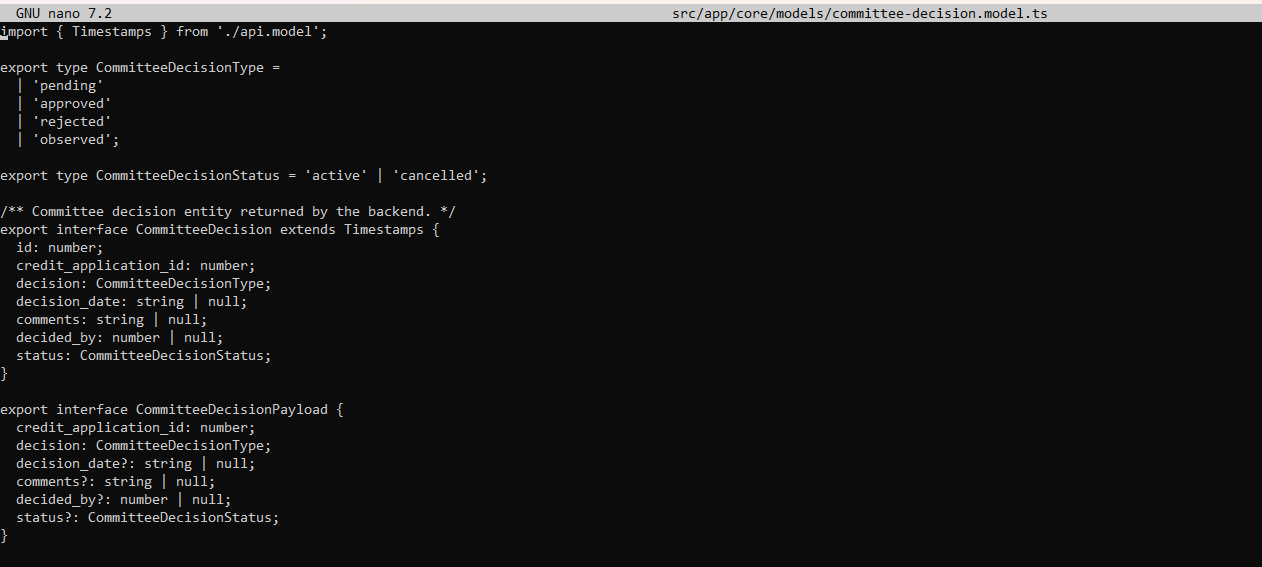 GNU nano 7.2 src/app/core/models/committee-decision.model.ts
import { Timestamps } from './api.model';
export type CommitteeDecisionType =
  | 'pending'
  | 'approved'
  | 'rejected'
  | 'observed';
export type CommitteeDecisionStatus = 'active' | 'cancelled';
/** Committee decision entity returned by the backend. */
export interface CommitteeDecision extends Timestamps {
  id: number;
  credit_application_id: number;
  decision: CommitteeDecisionType;
  decision_date: string | null;
  comments: string | null;
  decided_by: number | null;
  status: CommitteeDecisionStatus;
}
export interface CommitteeDecisionPayload {
  credit_application_id: number;
  decision: CommitteeDecisionType;
  decision_date?: string | null;
  comments?: string | null;
  decided_by?: number | null;
  status?: CommitteeDecisionStatus;
}